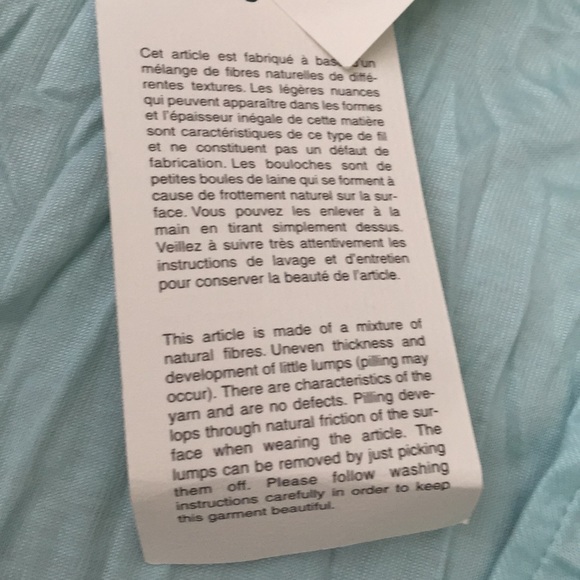 Cet article est fabriqué à base d'un
mélange de fibres naturelles de diffé-
rentes textures. Les légères nuances
qui peuvent apparaître dans les formes
et l'épaisseur inégale de cette matière
sont caractéristiques de ce type de fil
et ne constituent pas un défaut de
fabrication. Les bouloches sont de
petites boules de laine qui se forment à
cause de frottement naturel sur la sur-
face. Vous pouvez les enlever à la
main en tirant simplement dessus.
Veillez à suivre très attentivement les
instructions de lavage et d'entretien
pour conserver la beauté de l'article.
This article is made of a mixture of
natural fibres. Uneven thickness and
development of little lumps (pilling may
occur). There are characteristics of the
yarn and are no defects. Pilling deve-
lops through natural friction of the sur-
face when wearing the article. The
lumps can be removed by just picking
them off. Please follow washing
instructions carefully in order to keep
this garment beautiful.